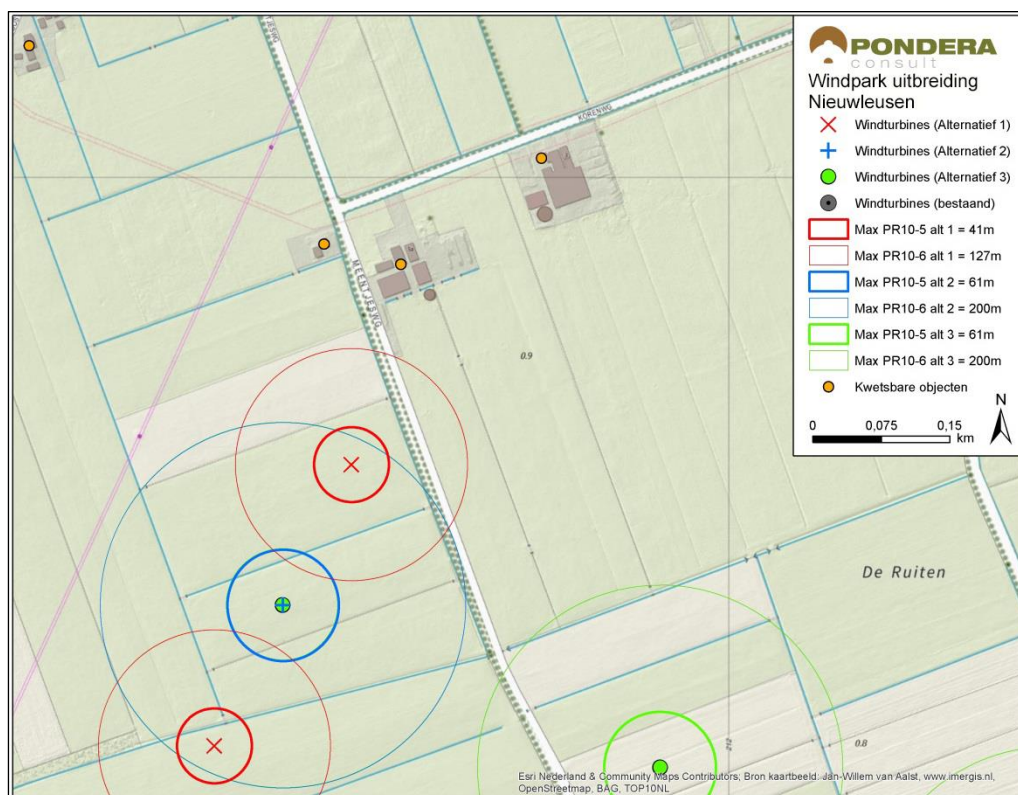 TJESWG
KORENWG
MEENTJESWG
0.9
De Ruiten
212
0.8
PONDERA
consult
Windpark uitbreiding
Nieuwleusen
Windturbines (Alternatief 1)
Windturbines (Alternatief 2)
Windturbines (Alternatief 3)
Windturbines (bestaand)
Max PR10-5 alt 1 = 41m
Max PR10-6 alt 1 = 127m
Max PR10-5 alt 2 = 61m
Max PR10-6 alt 2 = 200m
Max PR10-5 alt 3 = 61m
Max PR10-6 alt 3 = 200m
Kwetsbare objecten
N
0 0,075 0,15
km
Esri Nederland & Community Maps Contributors; Bron kaartbeeld: Jan-Willem van Aalst, www.imergis.nl,
OpenStreetmap, BAG, TOP10NL